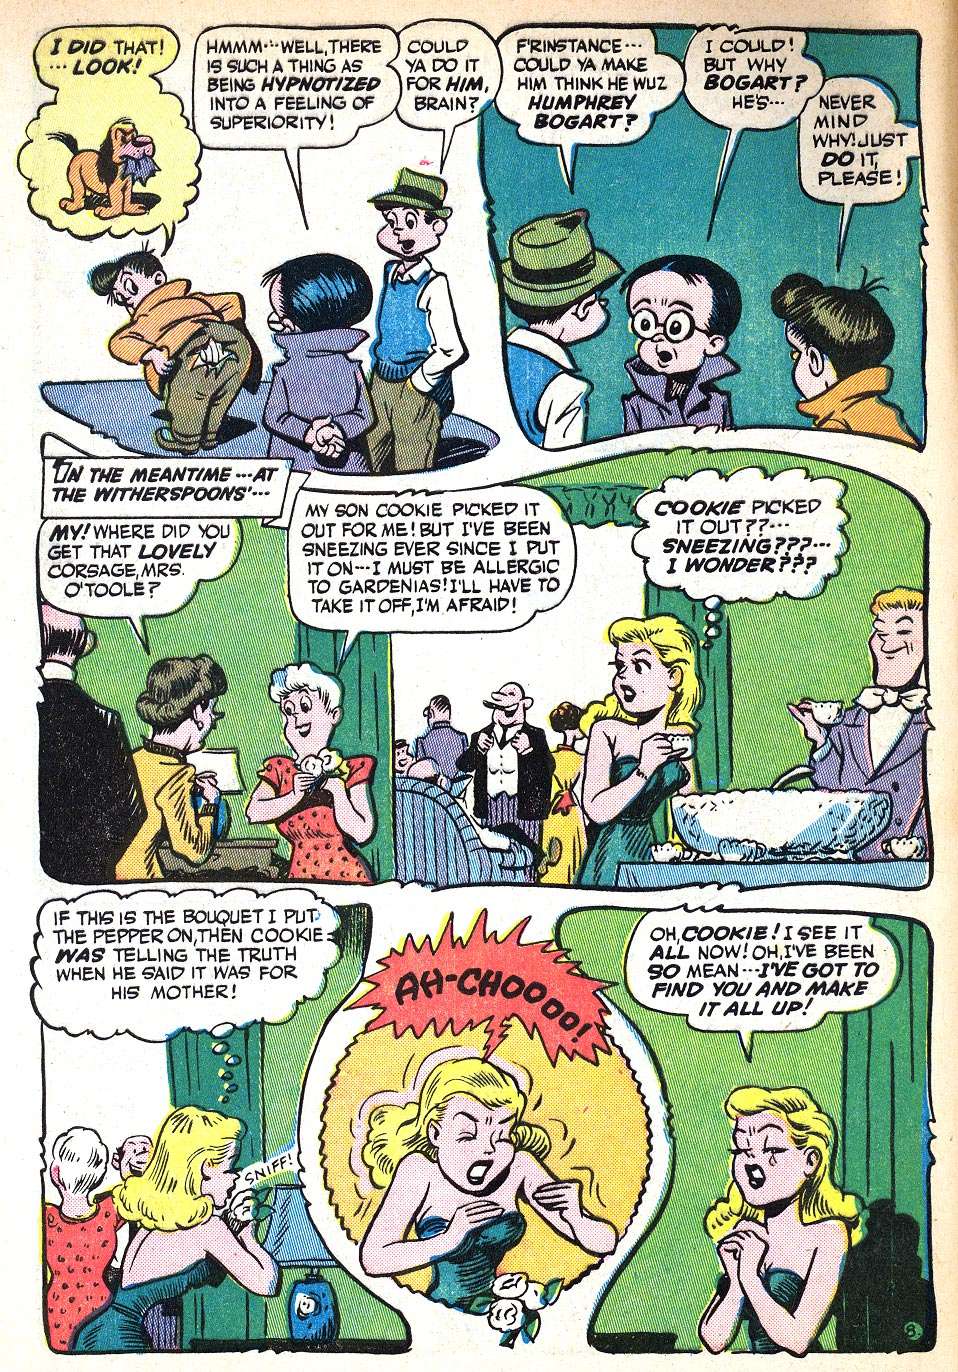 I DID THAT!
... LOOK!
HMMM... WELL, THERE
IS SUCH A THING AS
BEING HYPNOTIZED
INTO A FEELING OF
SUPERIORITY!
COULD
YA DO IT
FOR HIM,
BRAIN?
F'RINSTANCE...
COULD YA MAKE
HIM THINK HE WUZ
HUMPHREY
BOGART?
I COULD!
BUT WHY
BOGART?
HE'S...
NEVER
MIND
WHY! JUST
DO IT,
PLEASE!
IN THE MEANTIME... AT
THE WITHERSPOONS'...
MY! WHERE DID YOU
GET THAT LOVELY
CORSAGE, MRS.
O'TOOLE?
MY SON COOKIE PICKED IT
OUT FOR ME! BUT I'VE BEEN
SNEEZING EVER SINCE I PUT
IT ON... I MUST BE ALLERGIC
TO GARDENIAS! I'LL HAVE TO
TAKE IT OFF, I'M AFRAID!
COOKIE PICKED
IT OUT??...
SNEEZING???...
I WONDER???
IF THIS IS THE BOUQUET I PUT
THE PEPPER ON, THEN COOKIE
WAS TELLING THE TRUTH
WHEN HE SAID IT WAS FOR
HIS MOTHER!
SNIFF!
AH-CHOOOOO!
OH, COOKIE! I SEE IT
ALL NOW! OH, I'VE BEEN
SO MEAN... I'VE GOT TO
FIND YOU AND MAKE
IT ALL UP!
8